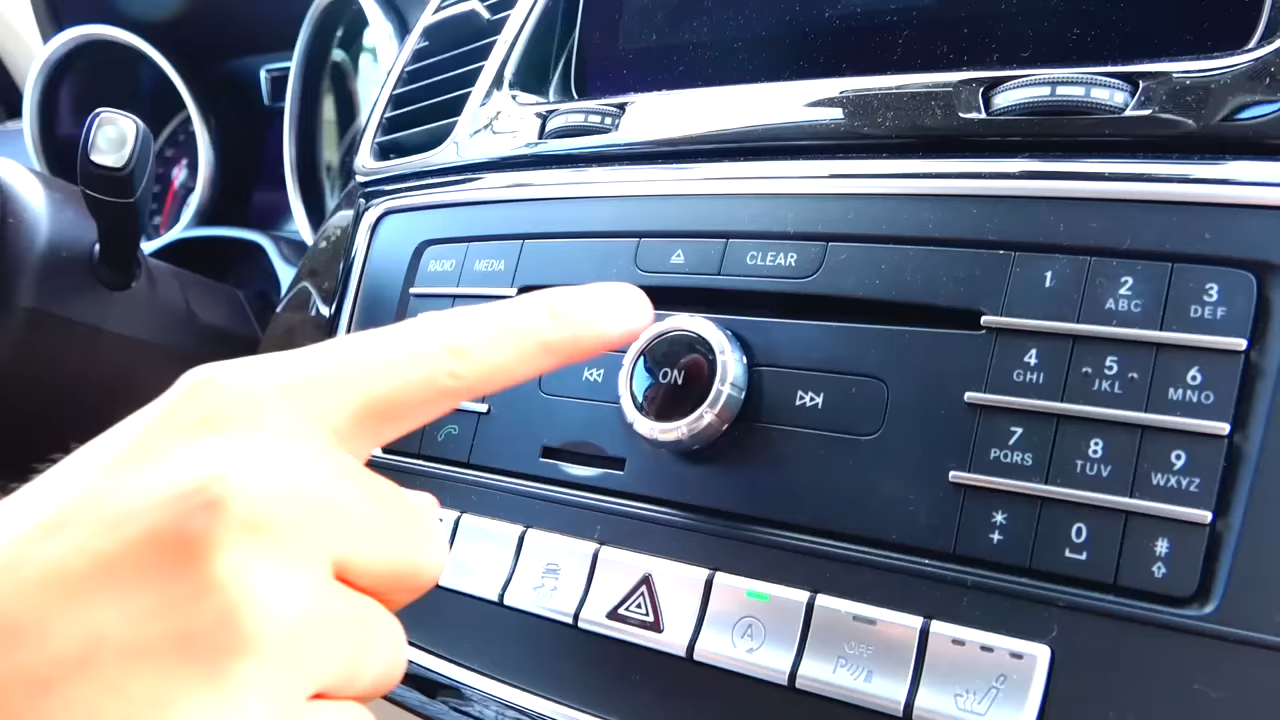 RADIO MEDIA
CLEAR
1 2 3
ABC DEF
ON
4 5 6
GHI JKL MNO
7 8 9
PQRS TUV WXYZ
* 0 #
+
A
OFF
P